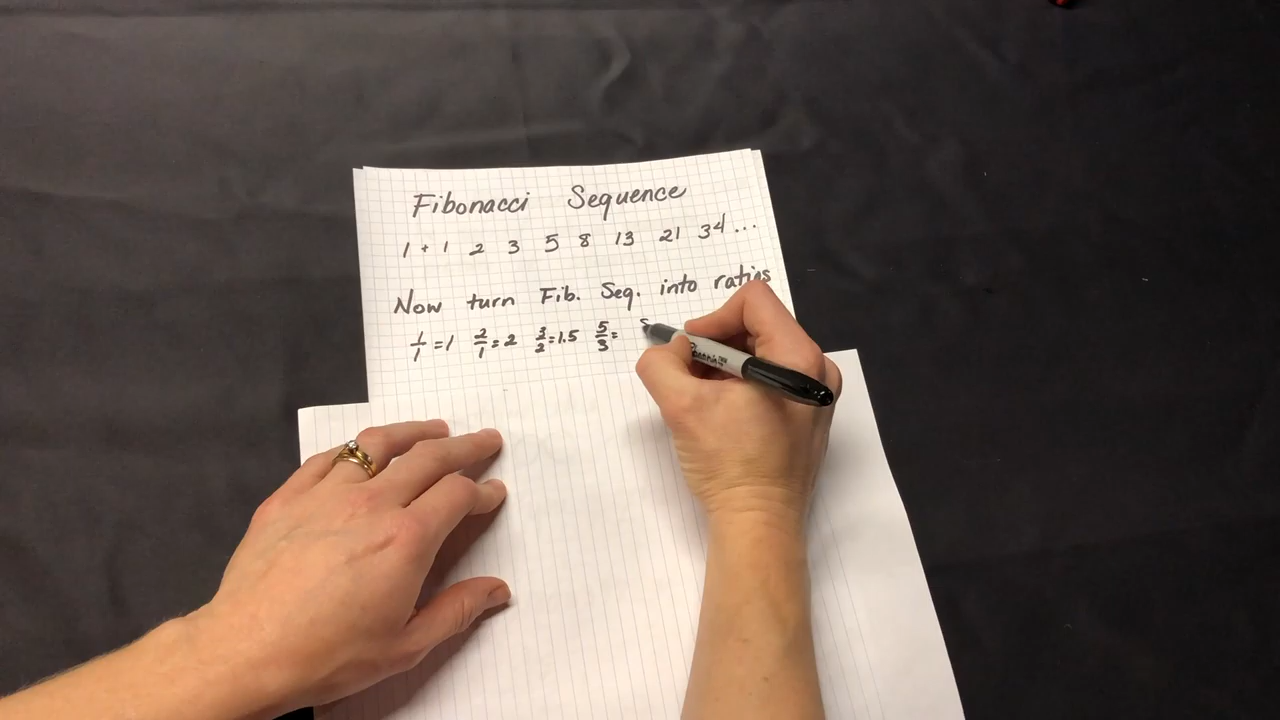 Fibonacci Sequence
1 + 1 2 3 5 8 13 21 34 ...
Now turn Fib. Seq. into ratios
1/1 = 1 2/1 = 2 3/2 = 1.5 5/3 =